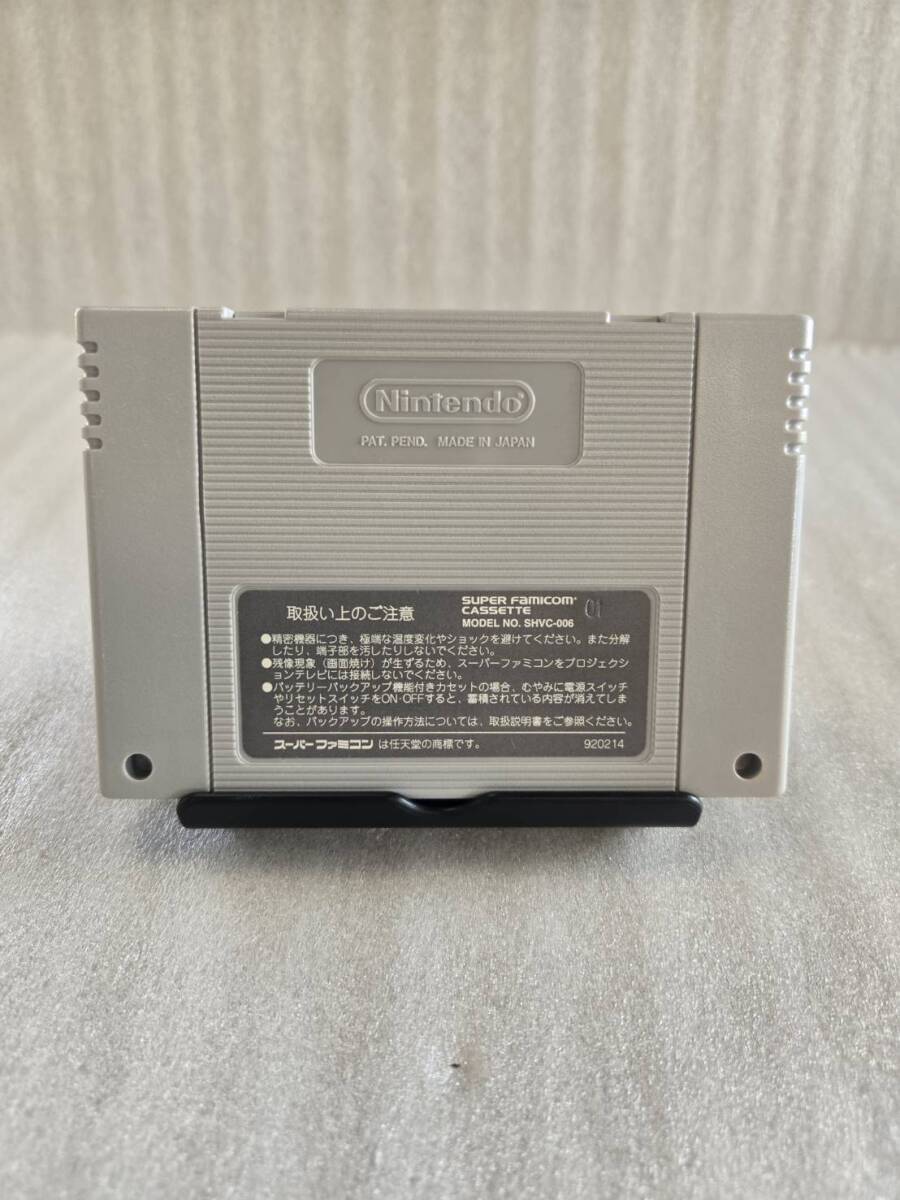 Nintendo®
PAT. PEND. MADE IN JAPAN
取扱い上のご注意
SUPER FAMICOM®
CASSETTE
MODEL NO. SHVC-006
01
●精密機器につき、極端な温度変化やショックを避けてください。また分解
したり、端子部を汚したりしないでください。
●残像現象（画面焼け）が生ずるため、スーパーファミコンをプロジェクシ
ョンテレビには接続しないでください。
●バッテリーバックアップ機能付きカセットの場合、むやみに電源スイッチ
やリセットスイッチをON・OFFすると、蓄積されている内容が消えてしま
うことがあります。
なお、バックアップの操作方法については、取扱説明書をご参照ください。
スーパーファミコン は任天堂の商標です。
920214